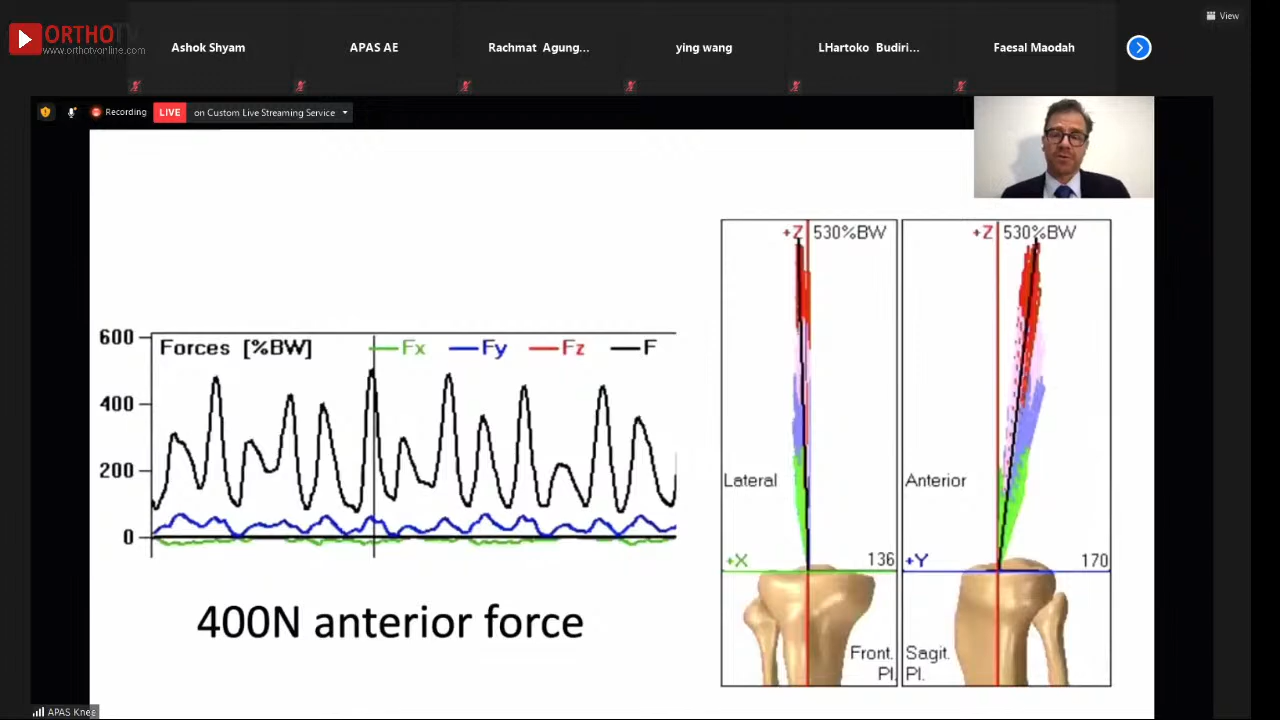 ORTHOTV
www.orthotvonline.com
Ashok Shyam
APAS AE
Rachmat Agung...
ying wang
LHartoko Budiri...
Faesal Maodah
View
Recording
LIVE
on Custom Live Streaming Service
600
400
200
0
Forces [%BW]
Fx
Fy
Fz
F
400N anterior force
+Z
530%BW
Lateral
+X
136
Front.
Pl.
+Z
530%BW
Anterior
+Y
170
Sagit.
Pl.
APAS Knee